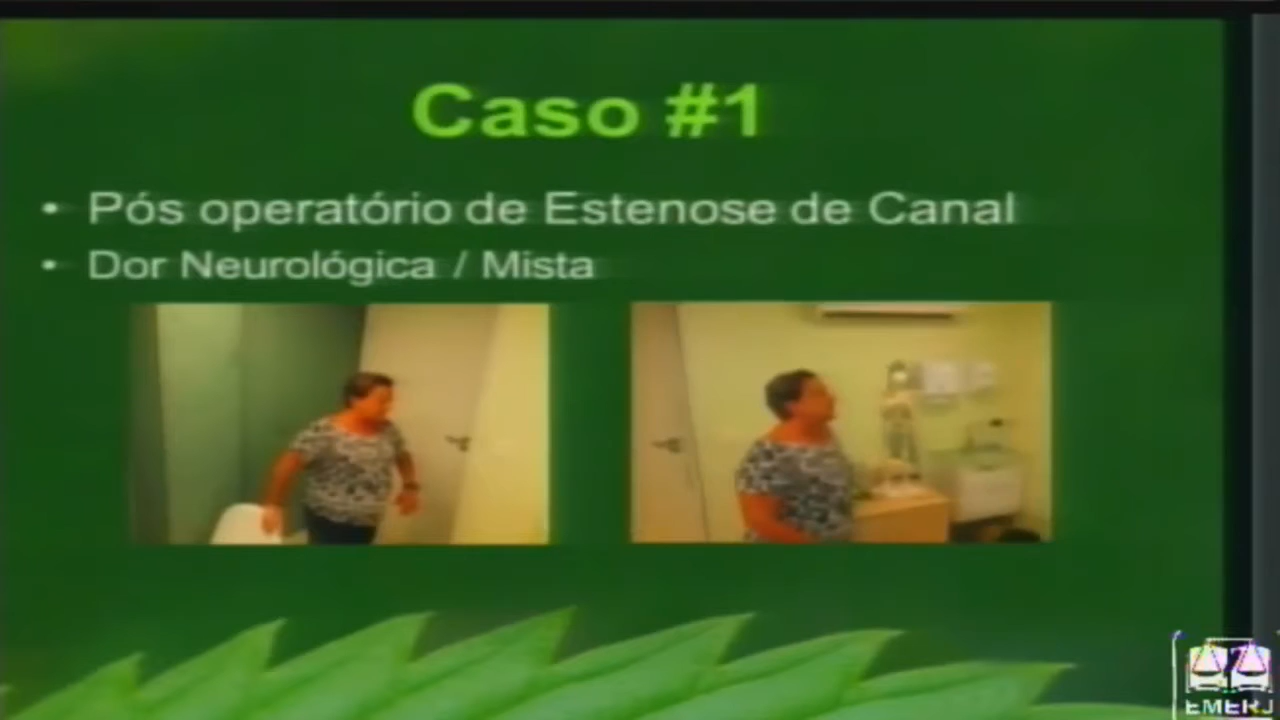 Caso #1
• Pós operatório de Estenose de Canal
• Dor Neurológica / Mista
EMERJ